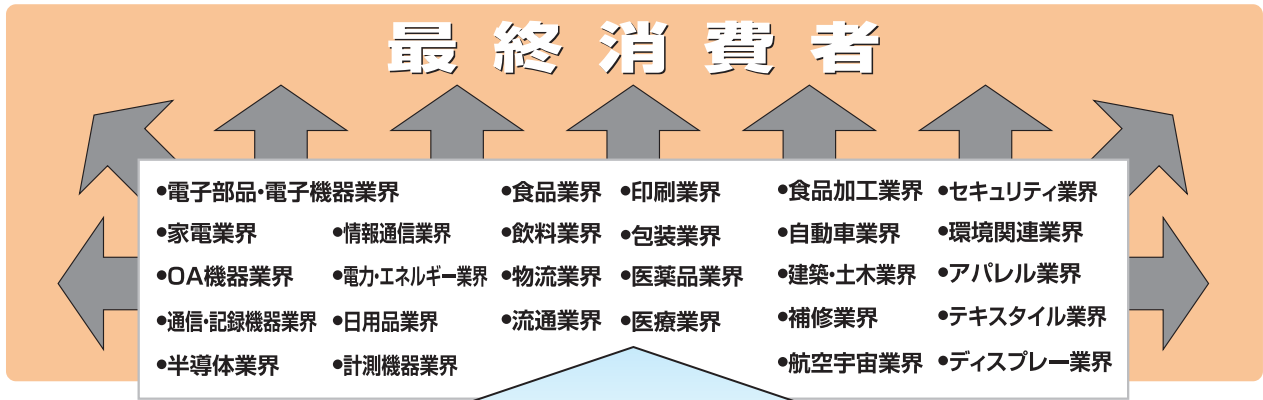 最終消費者
•電子部品・電子機器業界
•食品業界
•印刷業界
•食品加工業界
•セキュリティ業界
•家電業界
•情報通信業界
•飲料業界
•包装業界
•自動車業界
•環境関連業界
•OA機器業界
•電力・エネルギー業界
•物流業界
•医薬品業界
•建築・土木業界
•アパレル業界
•通信・記録機器業界
•日用品業界
•流通業界
•医療業界
•補修業界
•テキスタイル業界
•半導体業界
•計測機器業界
•航空宇宙業界
•ディスプレー業界